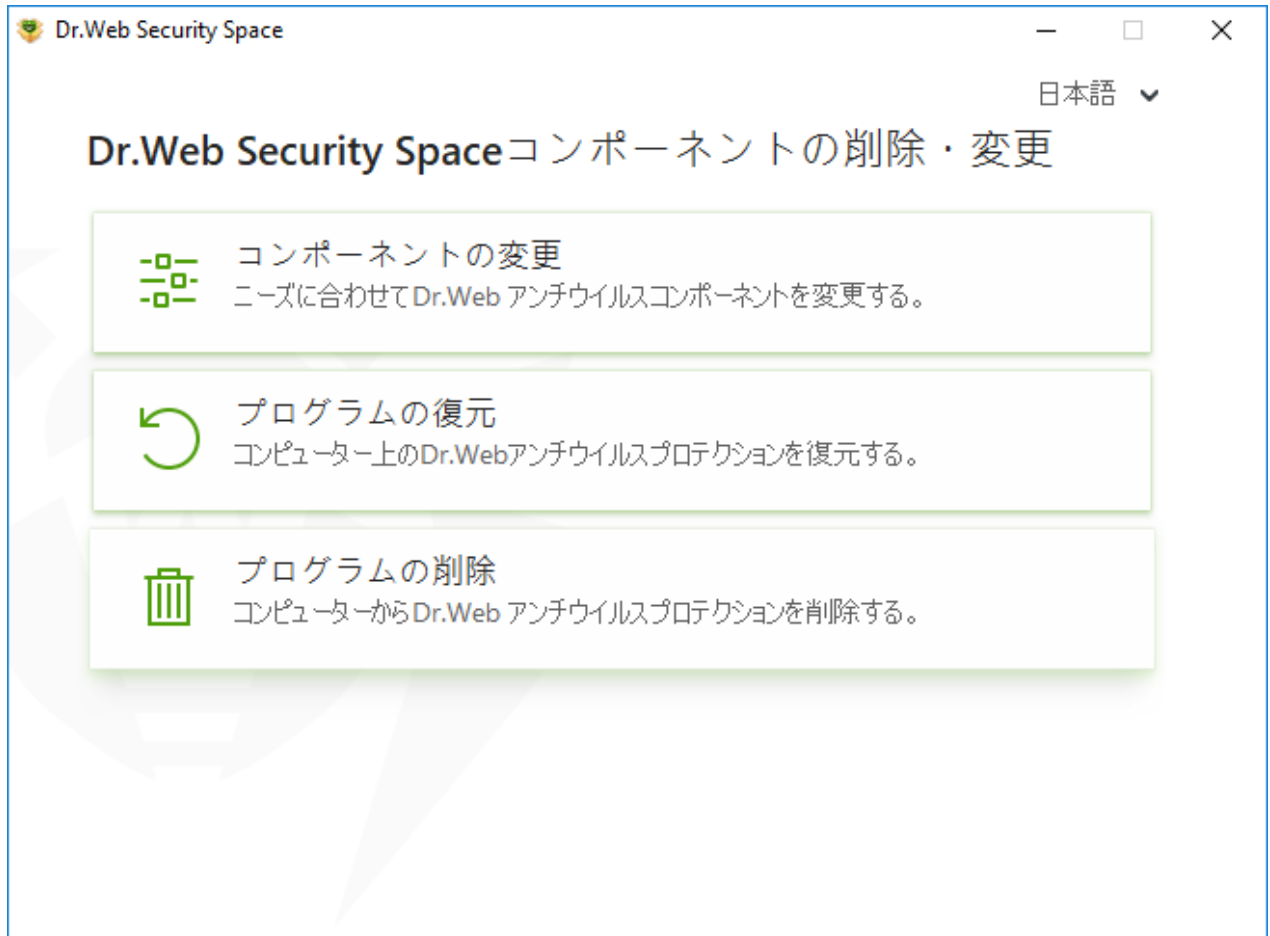 Dr.Web Security Space
日本語
Dr.Web Security Spaceコンポーネントの削除・変更
コンポーネントの変更
ニーズに合わせてDr.Web アンチウイルスコンポーネントを変更する。
プログラムの復元
コンピューター上のDr.Webアンチウイルスプロテクションを復元する。
プログラムの削除
コンピューターからDr.Web アンチウイルスプロテクションを削除する。